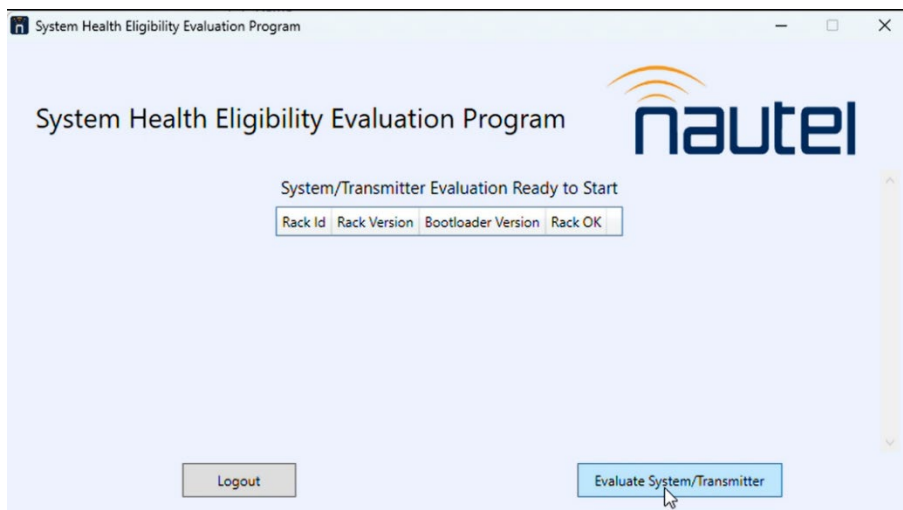 System Health Eligibility Evaluation Program
System Health Eligibility Evaluation Program
nautel
System/Transmitter Evaluation Ready to Start
Rack Id Rack Version Bootloader Version Rack OK
Logout
Evaluate System/Transmitter